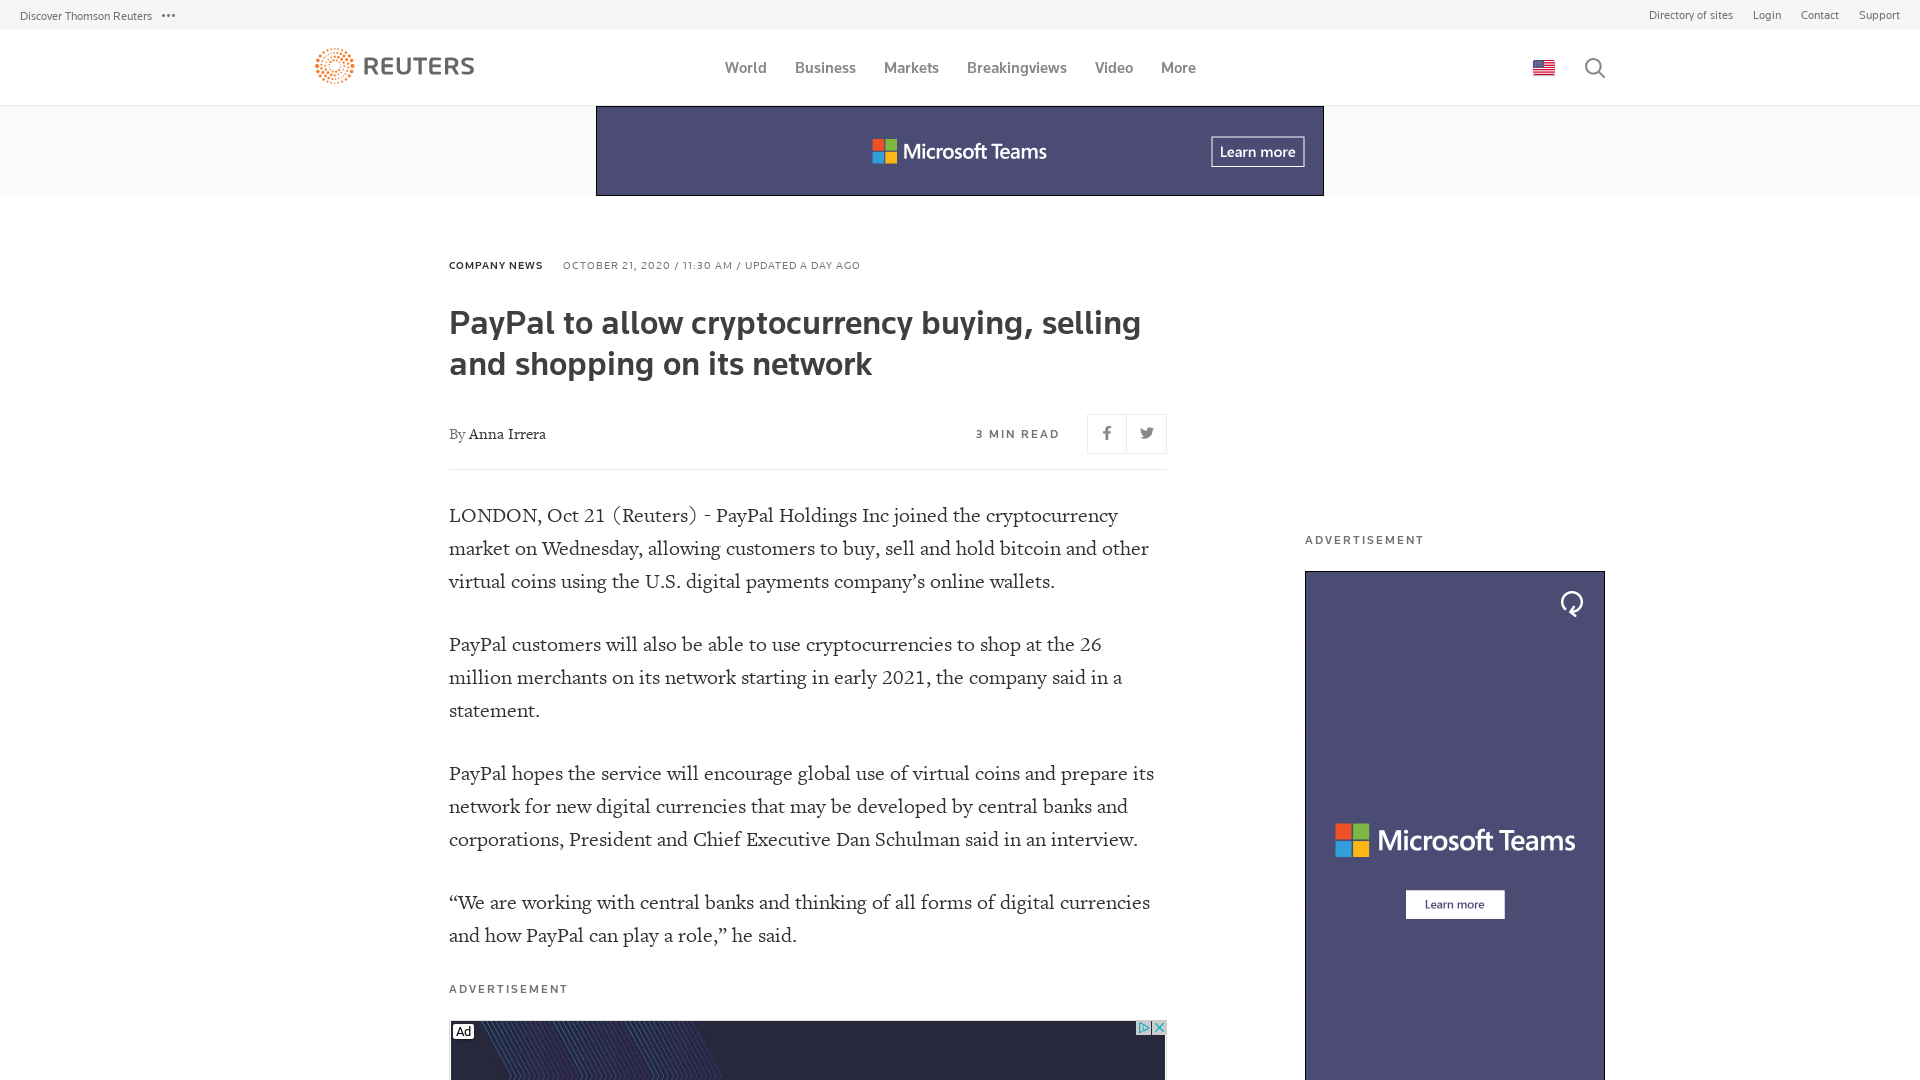 Discover Thomson Reuters
Directory of sites Login Contact Support
REUTERS
World Business Markets Breakingviews Video More
Microsoft Teams
Learn more
COMPANY NEWS OCTOBER 21, 2020 / 11:30 AM / UPDATED A DAY AGO
PayPal to allow cryptocurrency buying, selling
and shopping on its network
By Anna Irrera
3 MIN READ
LONDON, Oct 21 (Reuters) - PayPal Holdings Inc joined the cryptocurrency
market on Wednesday, allowing customers to buy, sell and hold bitcoin and other
virtual coins using the U.S. digital payments company’s online wallets.
PayPal customers will also be able to use cryptocurrencies to shop at the 26
million merchants on its network starting in early 2021, the company said in a
statement.
PayPal hopes the service will encourage global use of virtual coins and prepare its
network for new digital currencies that may be developed by central banks and
corporations, President and Chief Executive Dan Schulman said in an interview.
“We are working with central banks and thinking of all forms of digital currencies
and how PayPal can play a role,” he said.
ADVERTISEMENT
Ad
ADVERTISEMENT
Microsoft Teams
Learn more